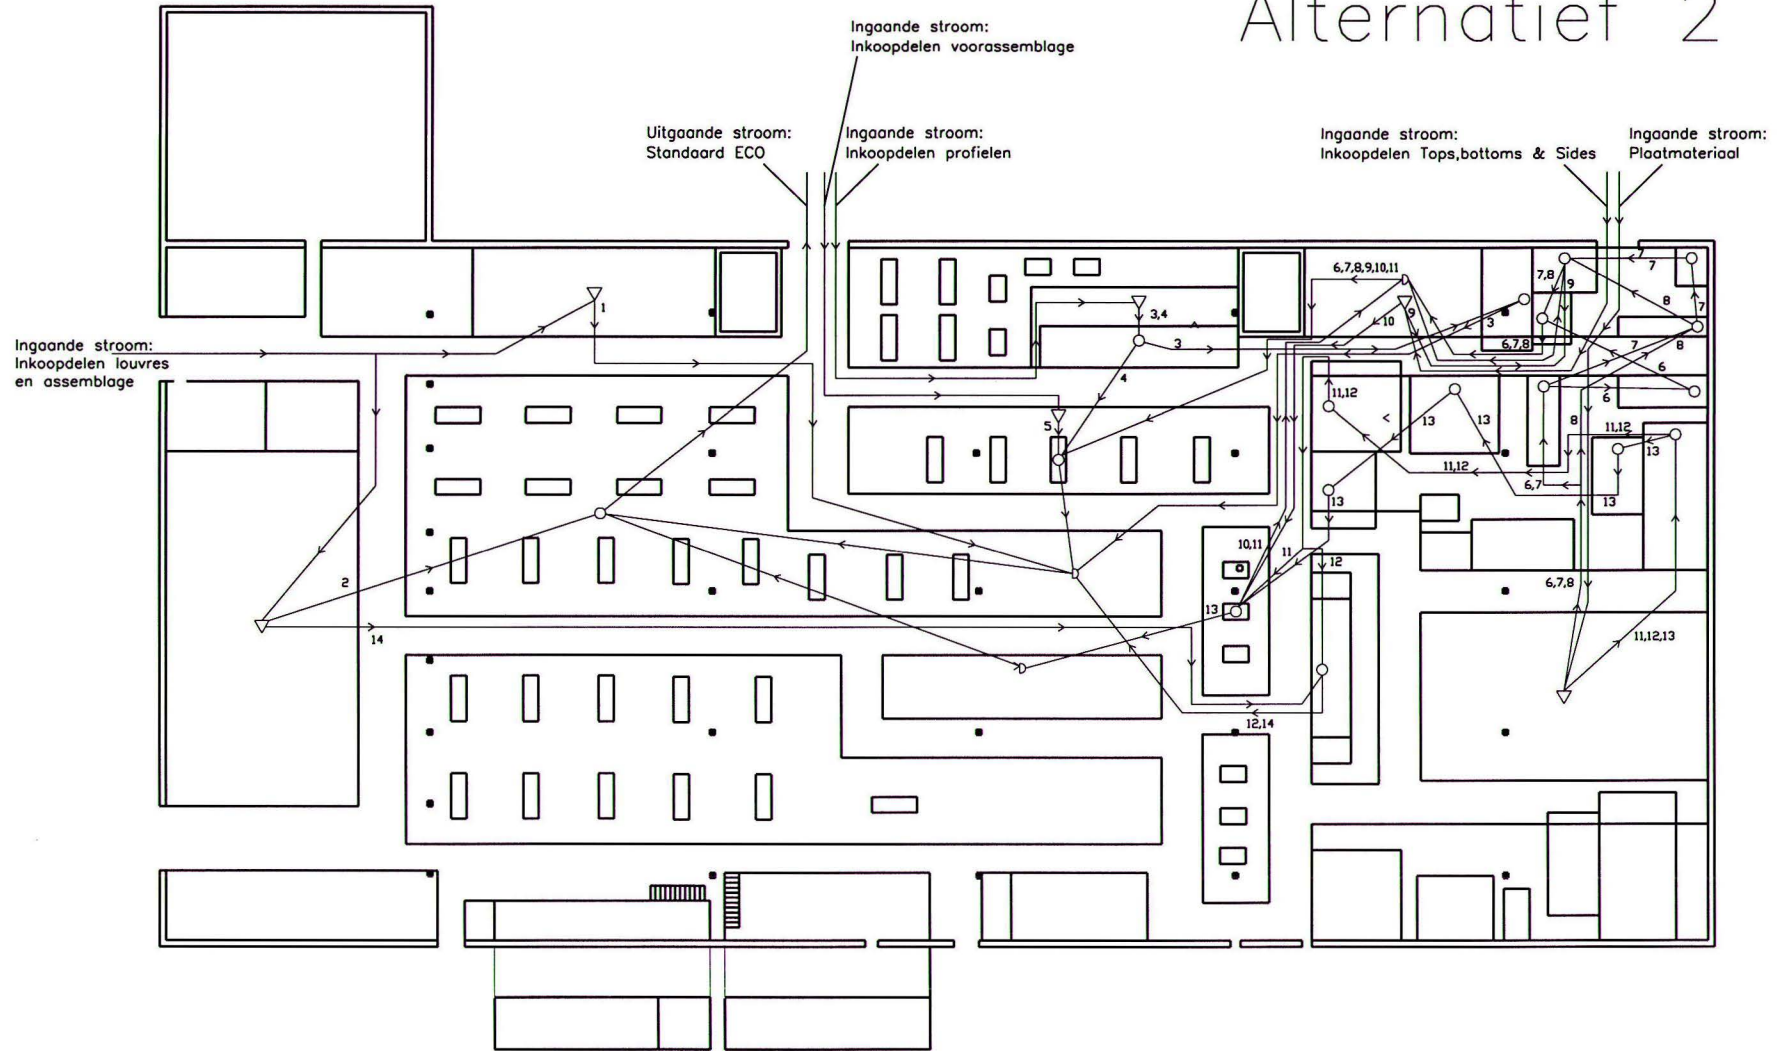 Alternatief 2
Ingaande stroom:
Inkoopdelen voorassemblage
Uitgaande stroom:
Standaard ECO
Ingaande stroom:
Inkoopdelen profielen
Ingaande stroom:
Inkoopdelen Tops,bottoms & Sides
Ingaande stroom:
Plaatmateriaal
Ingaande stroom:
Inkoopdelen louvres
en assemblage
6,7,8,9,10,11
7,8
9
7
7
8
7
1
3,4
9
10
3
6,7,8
3
7
8
6
4
6
11,12
13
13
8
11,12
13
5
11,12
6,7
13
13
10,11
11
12
2
6,7,8
13
14
11,12,13
12,14